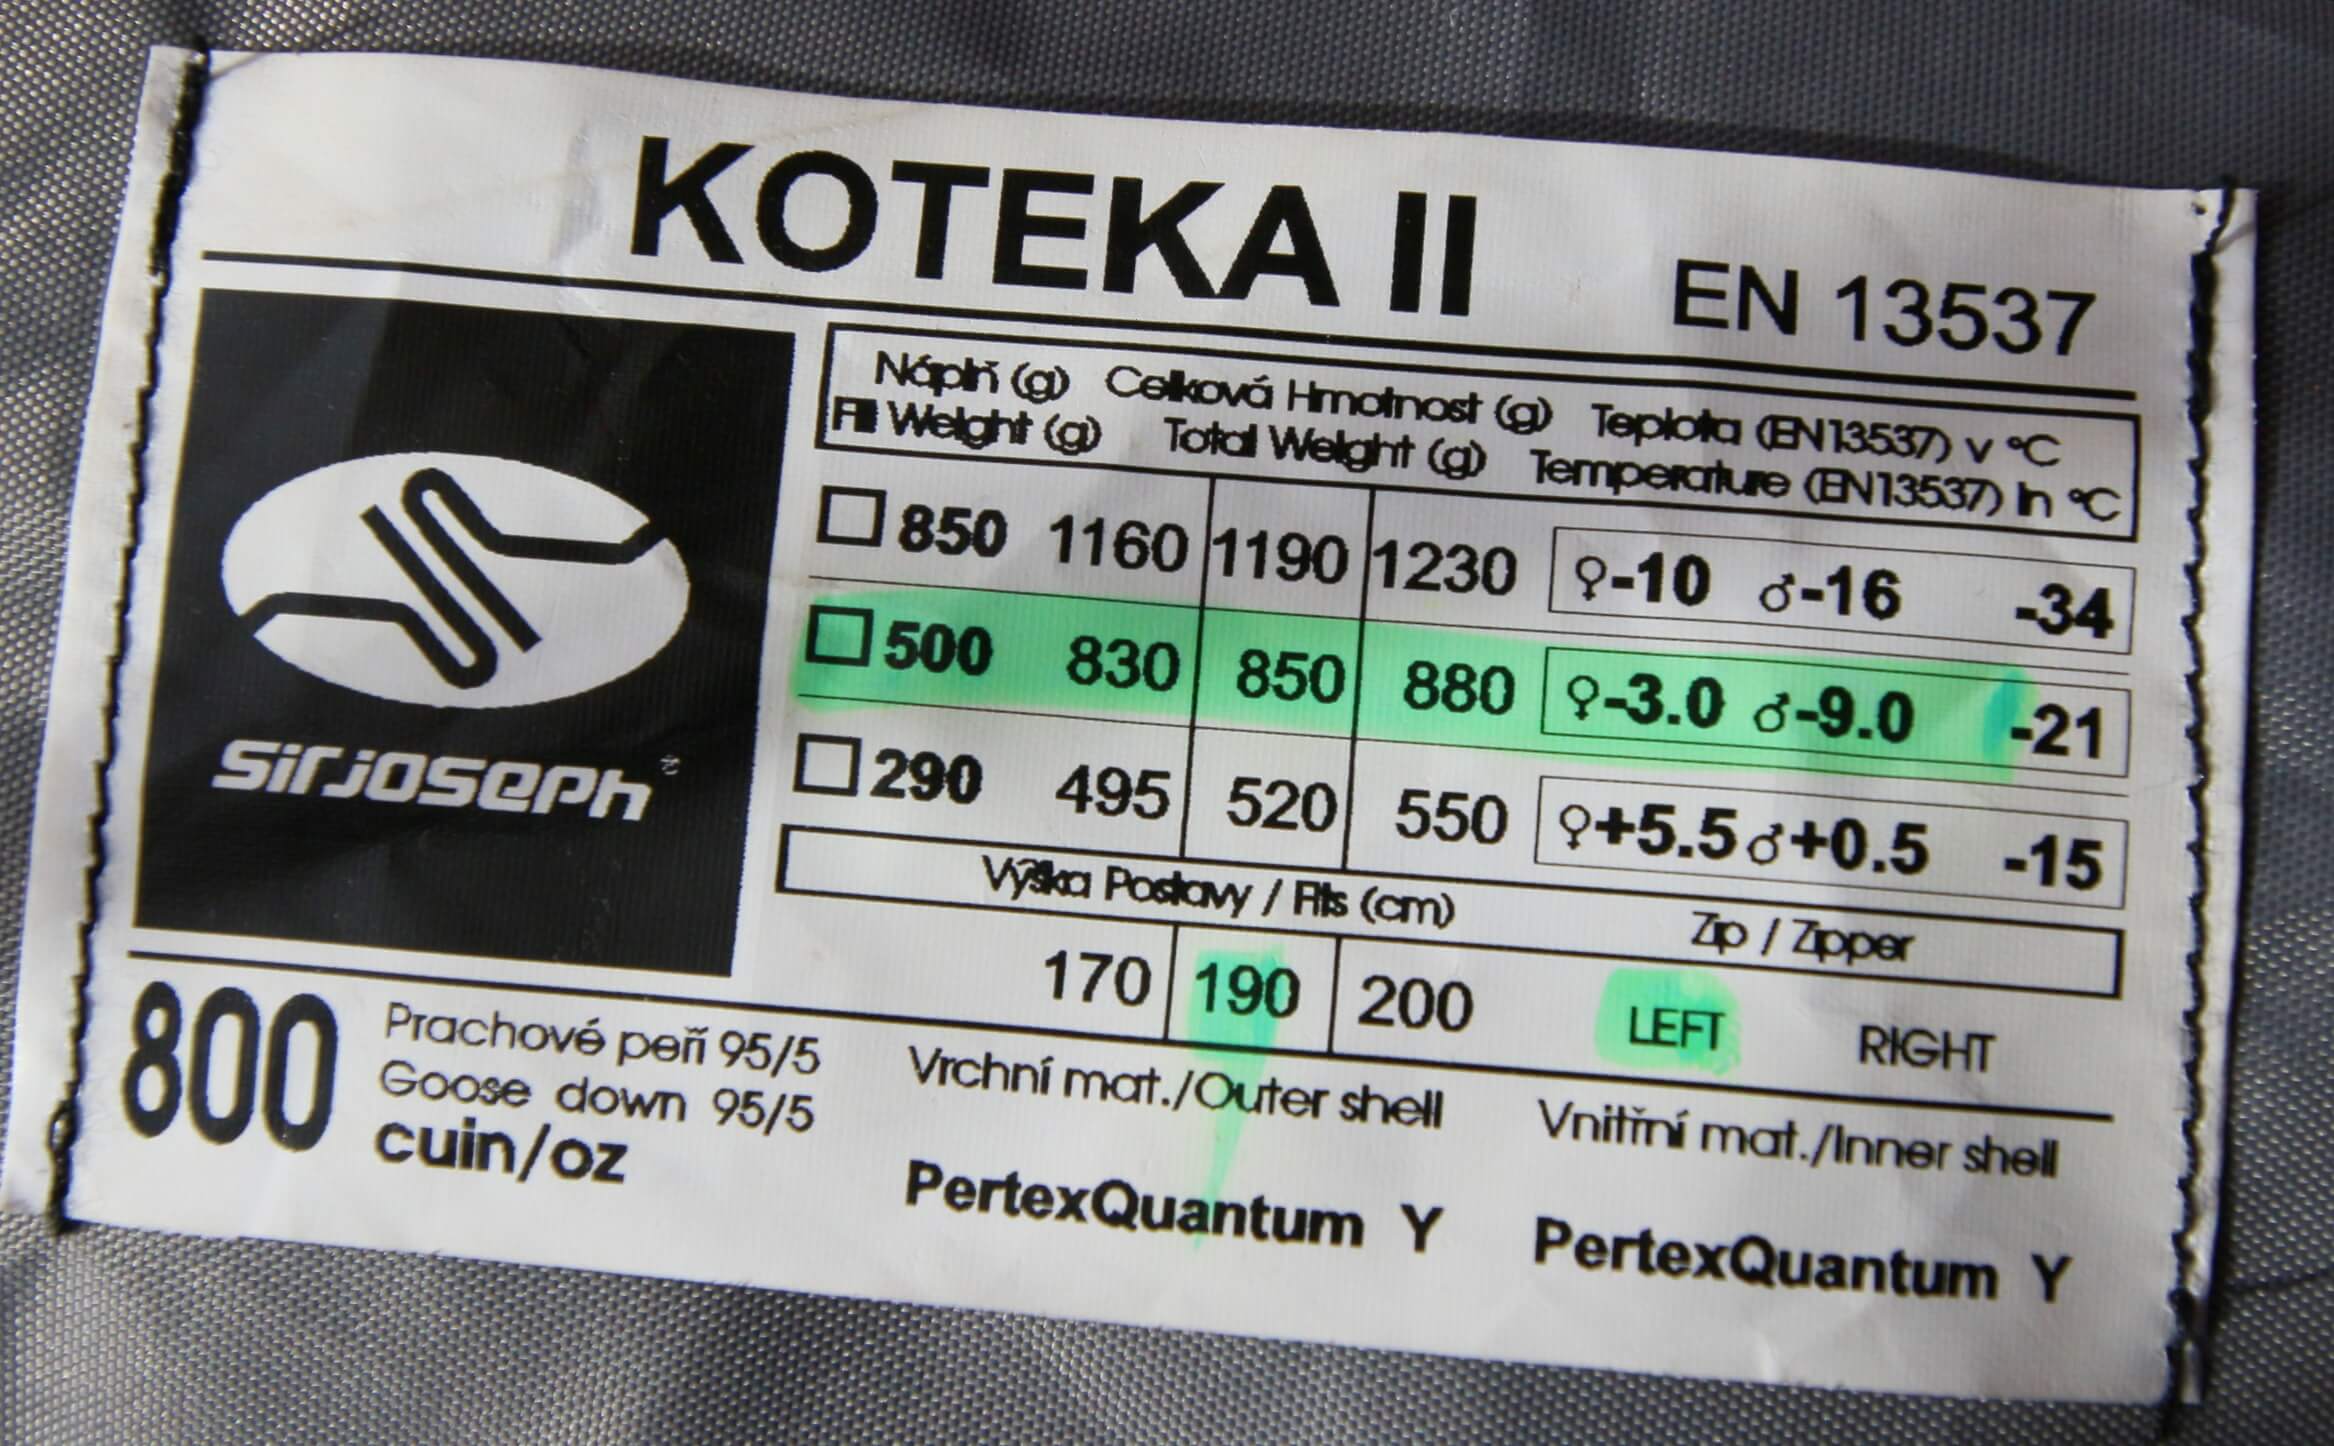 KOTEKA II
EN 13537
Náplň (g) Celková Hmotnost (g) Teplota (EN13537) v °C
Fill Weight (g) Total Weight (g) Temperature (EN13537) in °C
850 1160 1190 1230 ♀-10 ♂-16 -34
500 830 850 880 ♀-3.0 ♂-9.0 -21
290 495 520 550 ♀+5.5 ♂+0.5 -15
sirjoseph®
Výška Postavy / Fits (cm) Zip / Zipper
170 190 200 LEFT RIGHT
800
Prachové peří 95/5
Goose down 95/5
cuin/oz
Vrchní mat./Outer shell
PertexQuantum Y
Vnitřní mat./Inner shell
PertexQuantum Y